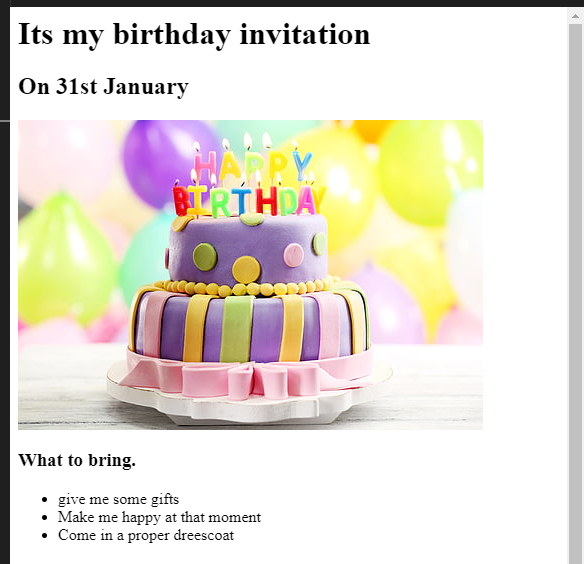 Its my birthday invitation
On 31st January
HAPPY
BIRTHDAY
What to bring.
give me some gifts
Make me happy at that moment
Come in a proper dreescoat